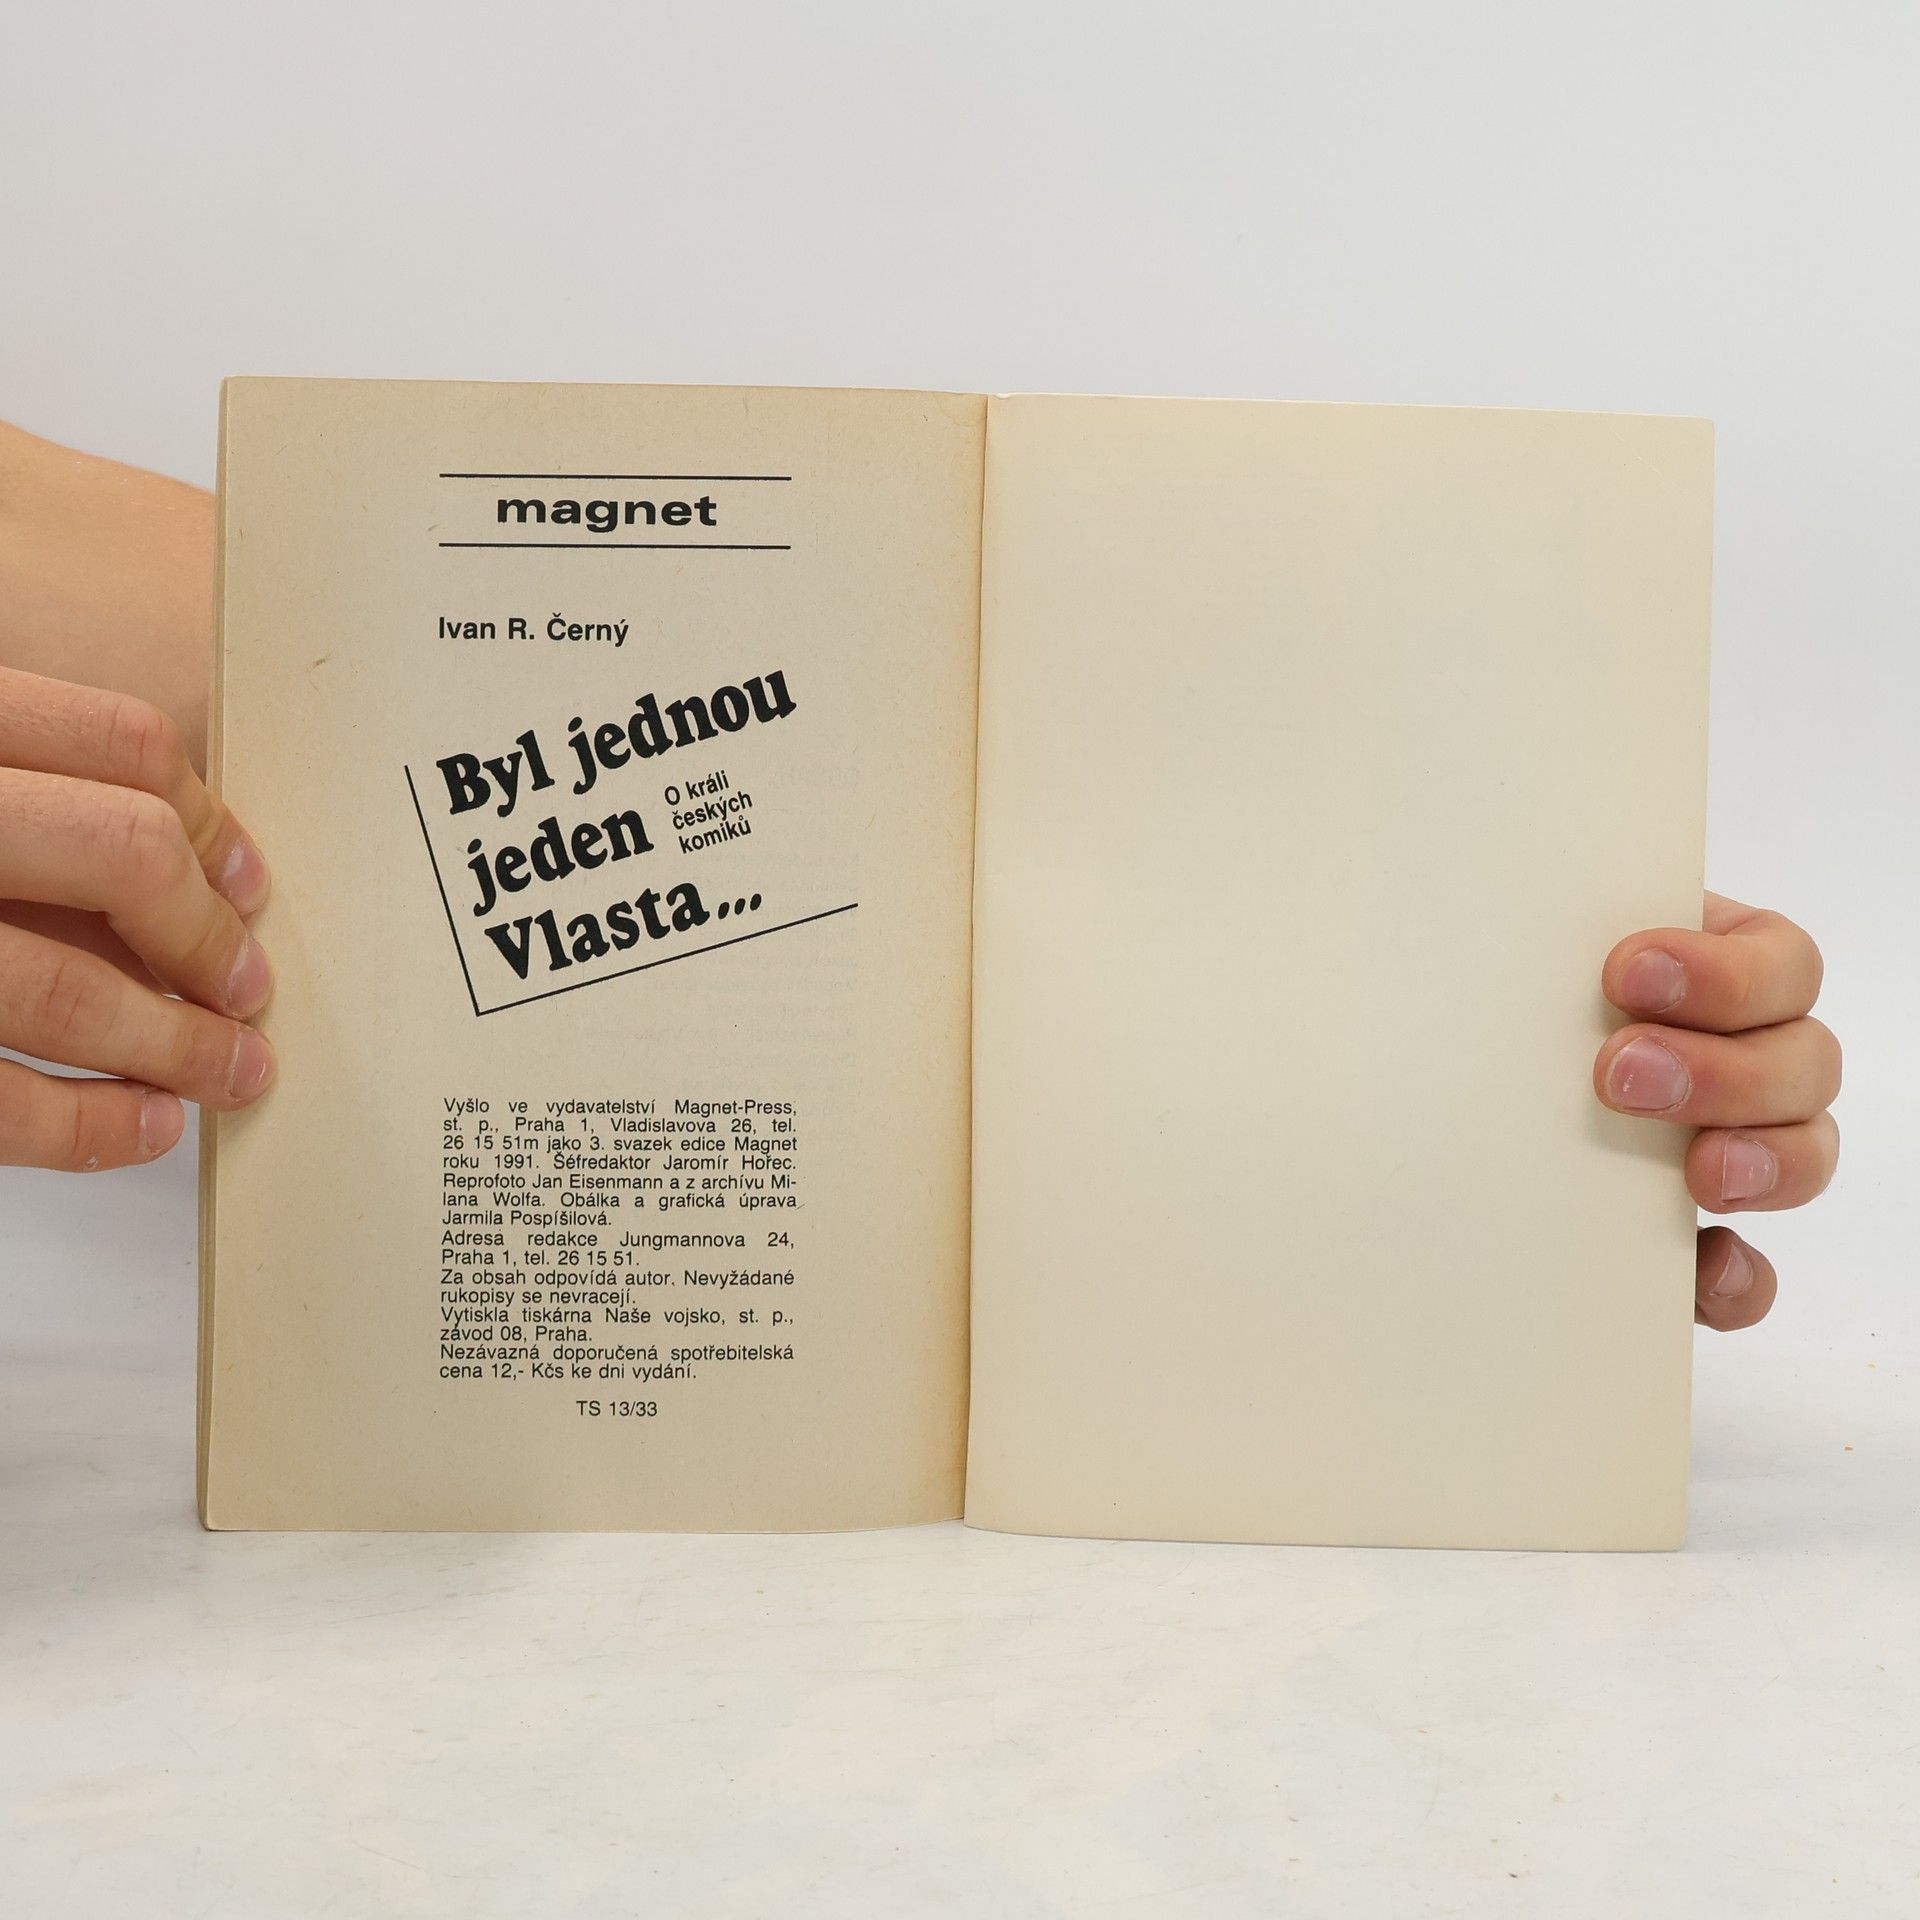 magnet
Ivan R. Černý
Byl jednou
jeden
O králi
českých
komiků
Vlasta...
Vyšlo ve vydavatelství Magnet-Press,
st. p., Praha 1, Vladislavova 26, tel.
26 15 51m jako 3. svazek edice Magnet
roku 1991. Šéfredaktor Jaromír Hořec.
Reprofoto Jan Eisenmann a z archívu Mi-
lana Wolfa. Obálka a grafická úprava
Jarmila Pospíšilová.
Adresa redakce Jungmannova 24,
Praha 1, tel. 26 15 51.
Za obsah odpovídá autor. Nevyžádané
rukopisy se nevracejí.
Vytiskla tiskárna Naše vojsko, st. p.,
závod 08, Praha.
Nezávazná doporučená spotřebitelská
cena 12,- Kčs ke dni vydání.
TS 13/33